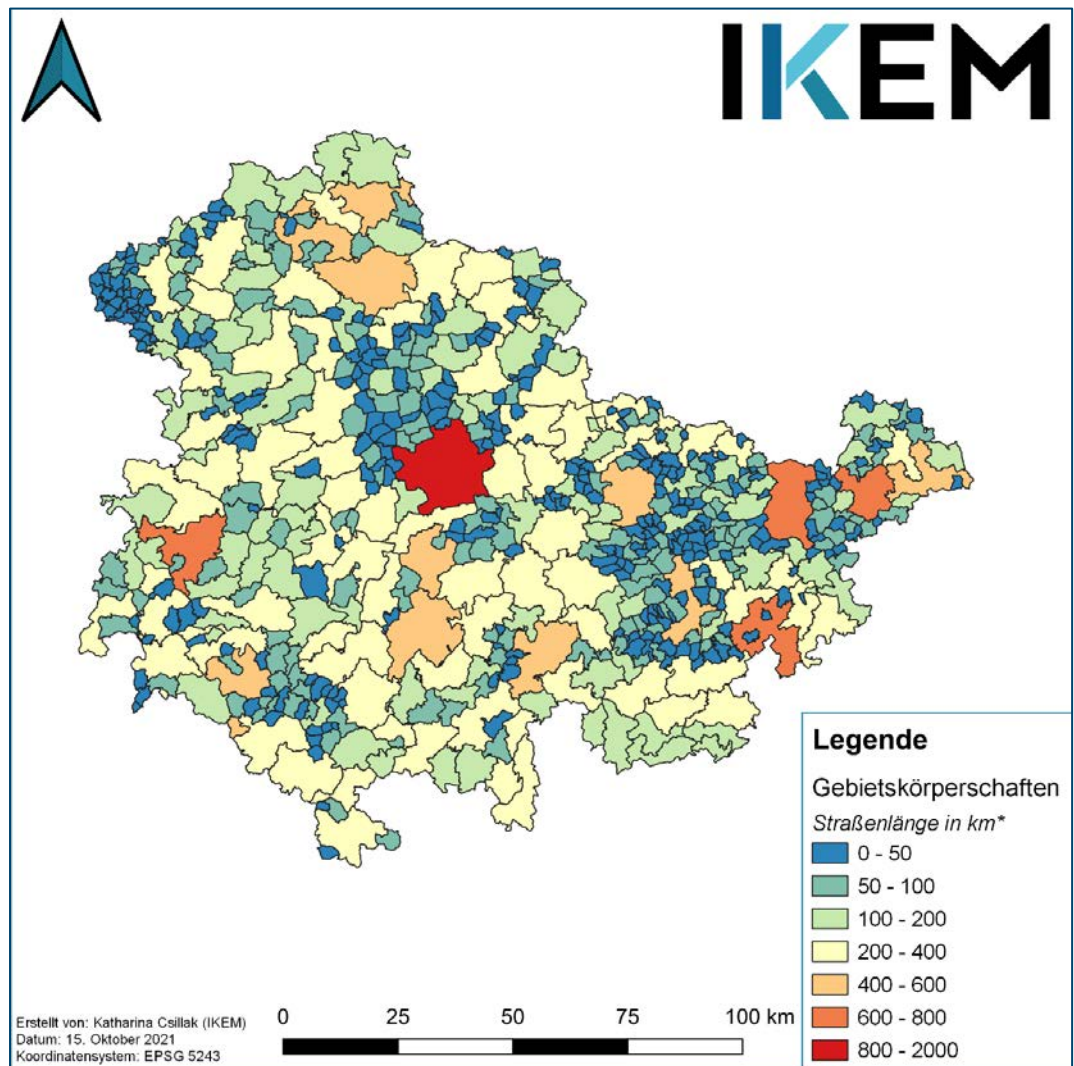 IKEM
Legende
Gebietskörperschaften
Straßenlänge in km*
0 - 50
50 - 100
100 - 200
200 - 400
400 - 600
600 - 800
800 - 2000
Erstellt von: Katharina Csillak (IKEM)
Datum: 15. Oktober 2021
Koordinatensystem: EPSG 5243
0 25 50 75 100 km